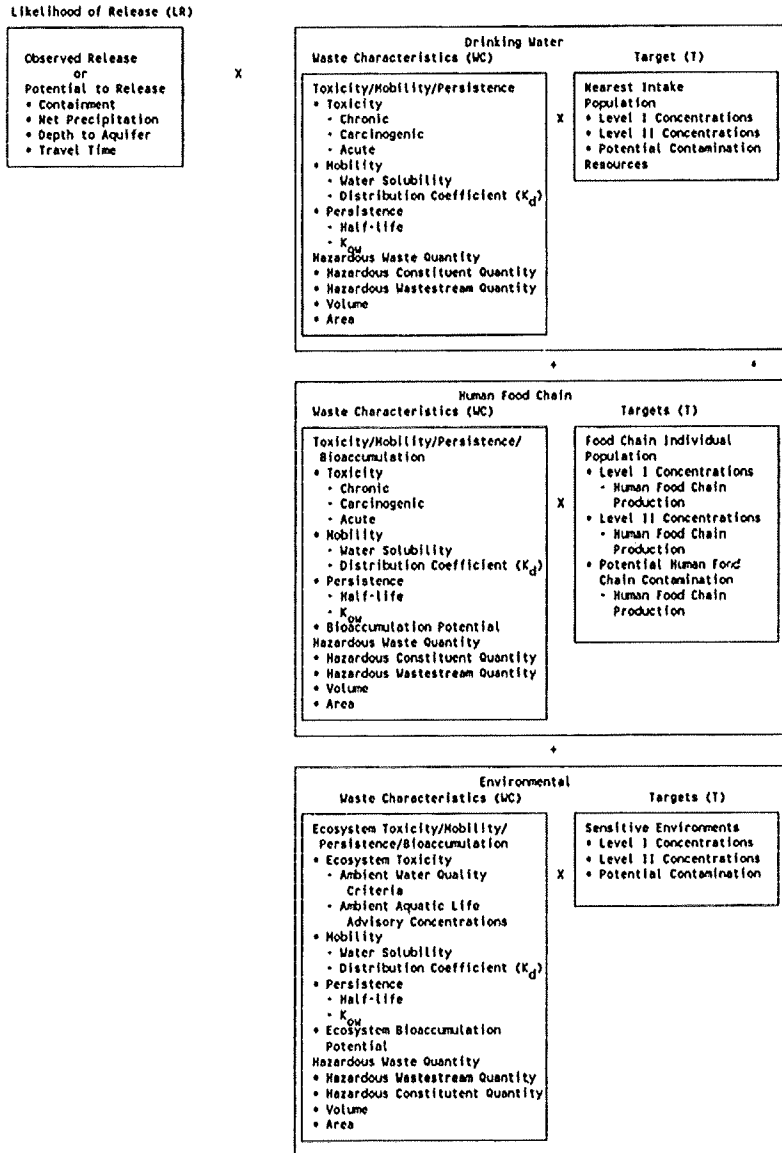 Likelihood of Release (LR)
Observed Release
or
Potential to Release
• Containment
• Net Precipitation
• Depth to Aquifer
• Travel Time
X
Drinking Water
Waste Characteristics (WC)
Toxicity/Mobility/Persistence
• Toxicity
- Chronic
- Carcinogenic
- Acute
• Mobility
- Water Solubility
- Distribution Coefficient (Kd)
• Persistence
- Half-life
- Kow
Hazardous Waste Quantity
• Hazardous Constituent Quantity
• Hazardous Wastestream Quantity
• Volume
• Area
X
Target (T)
Nearest Intake
Population
• Level I Concentrations
• Level II Concentrations
• Potential Contamination
Resources
+
Human Food Chain
Waste Characteristics (WC)
Toxicity/Mobility/Persistence/
Bioaccumulation
• Toxicity
- Chronic
- Carcinogenic
- Acute
• Mobility
- Water Solubility
- Distribution Coefficient (Kd)
• Persistence
- Half-life
- Kow
• Bioaccumulation Potential
Hazardous Waste Quantity
• Hazardous Constituent Quantity
• Hazardous Wastestream Quantity
• Volume
• Area
X
Targets (T)
Food Chain Individual
Population
• Level I Concentrations
- Human Food Chain
Production
• Level II Concentrations
- Human Food Chain
Production
• Potential Human Food
Chain Contamination
- Human Food Chain
Production
+
Environmental
Waste Characteristics (WC)
Ecosystem Toxicity/Mobility/
Persistence/Bioaccumulation
• Ecosystem Toxicity
- Ambient Water Quality
Criteria
- Ambient Aquatic Life
Advisory Concentrations
• Mobility
- Water Solubility
- Distribution Coefficient (Kd)
• Persistence
- Half-life
- Kow
• Ecosystem Bioaccumulation
Potential
Hazardous Waste Quantity
• Hazardous Wastestream Quantity
• Hazardous Constitutent Quantity
• Volume
• Area
X
Targets (T)
Sensitive Environments
• Level I Concentrations
• Level II Concentrations
• Potential Contamination